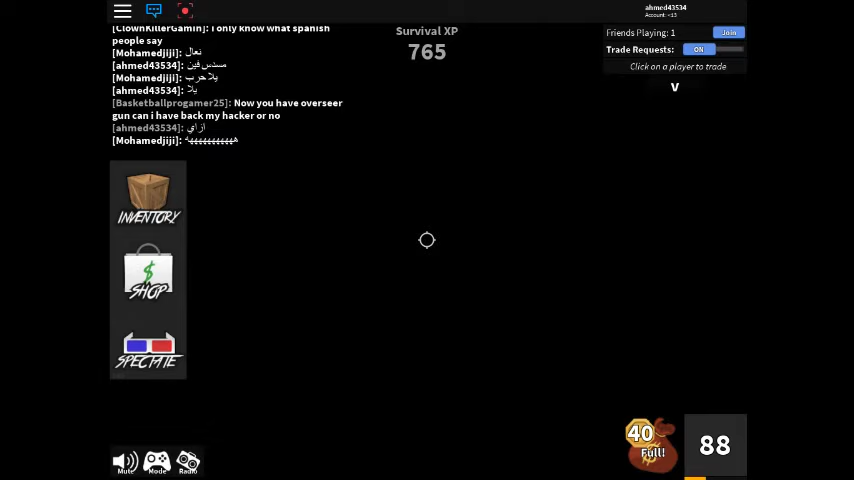 ahmed43534
Account: <13
[ClownKillerGamin]: I only know what spanish
people say
[Mohamedjiji]: تعال
[ahmed43534]: مسدس فين
[Mohamedjiji]: يلا حرب
[ahmed43534]: يلا
[Basketballprogamer25]: Now you have overseer
gun can i have back my hacker or no
[ahmed43534]: ازاي
[Mohamedjiji]: هههههههههههه
Survival XP
765
Friends Playing: 1 Join
Trade Requests: ON
Click on a player to trade
V
INVENTORY
$
SHOP
SPECTATE
Mute Mode Radio
40
Full!
88